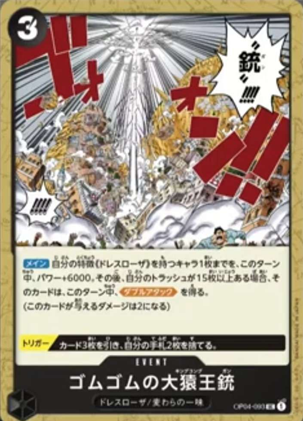 3
“銃”!!!!
ドオン!!!
メイン 自分の特徴《ドレスローザ》を持つキャラ1枚までを、このターン
中、パワー+6000。その後、自分のトラッシュが15枚以上ある場合、そ
のカードは、このターン中、ダブルアタック を得る。
(このカードが与えるダメージは2になる)
トリガー カード3枚を引き、自分の手札2枚を捨てる。
EVENT
ゴムゴムの大猿王銃
ドレスローザ/麦わらの一味
OP04-093 UC 1